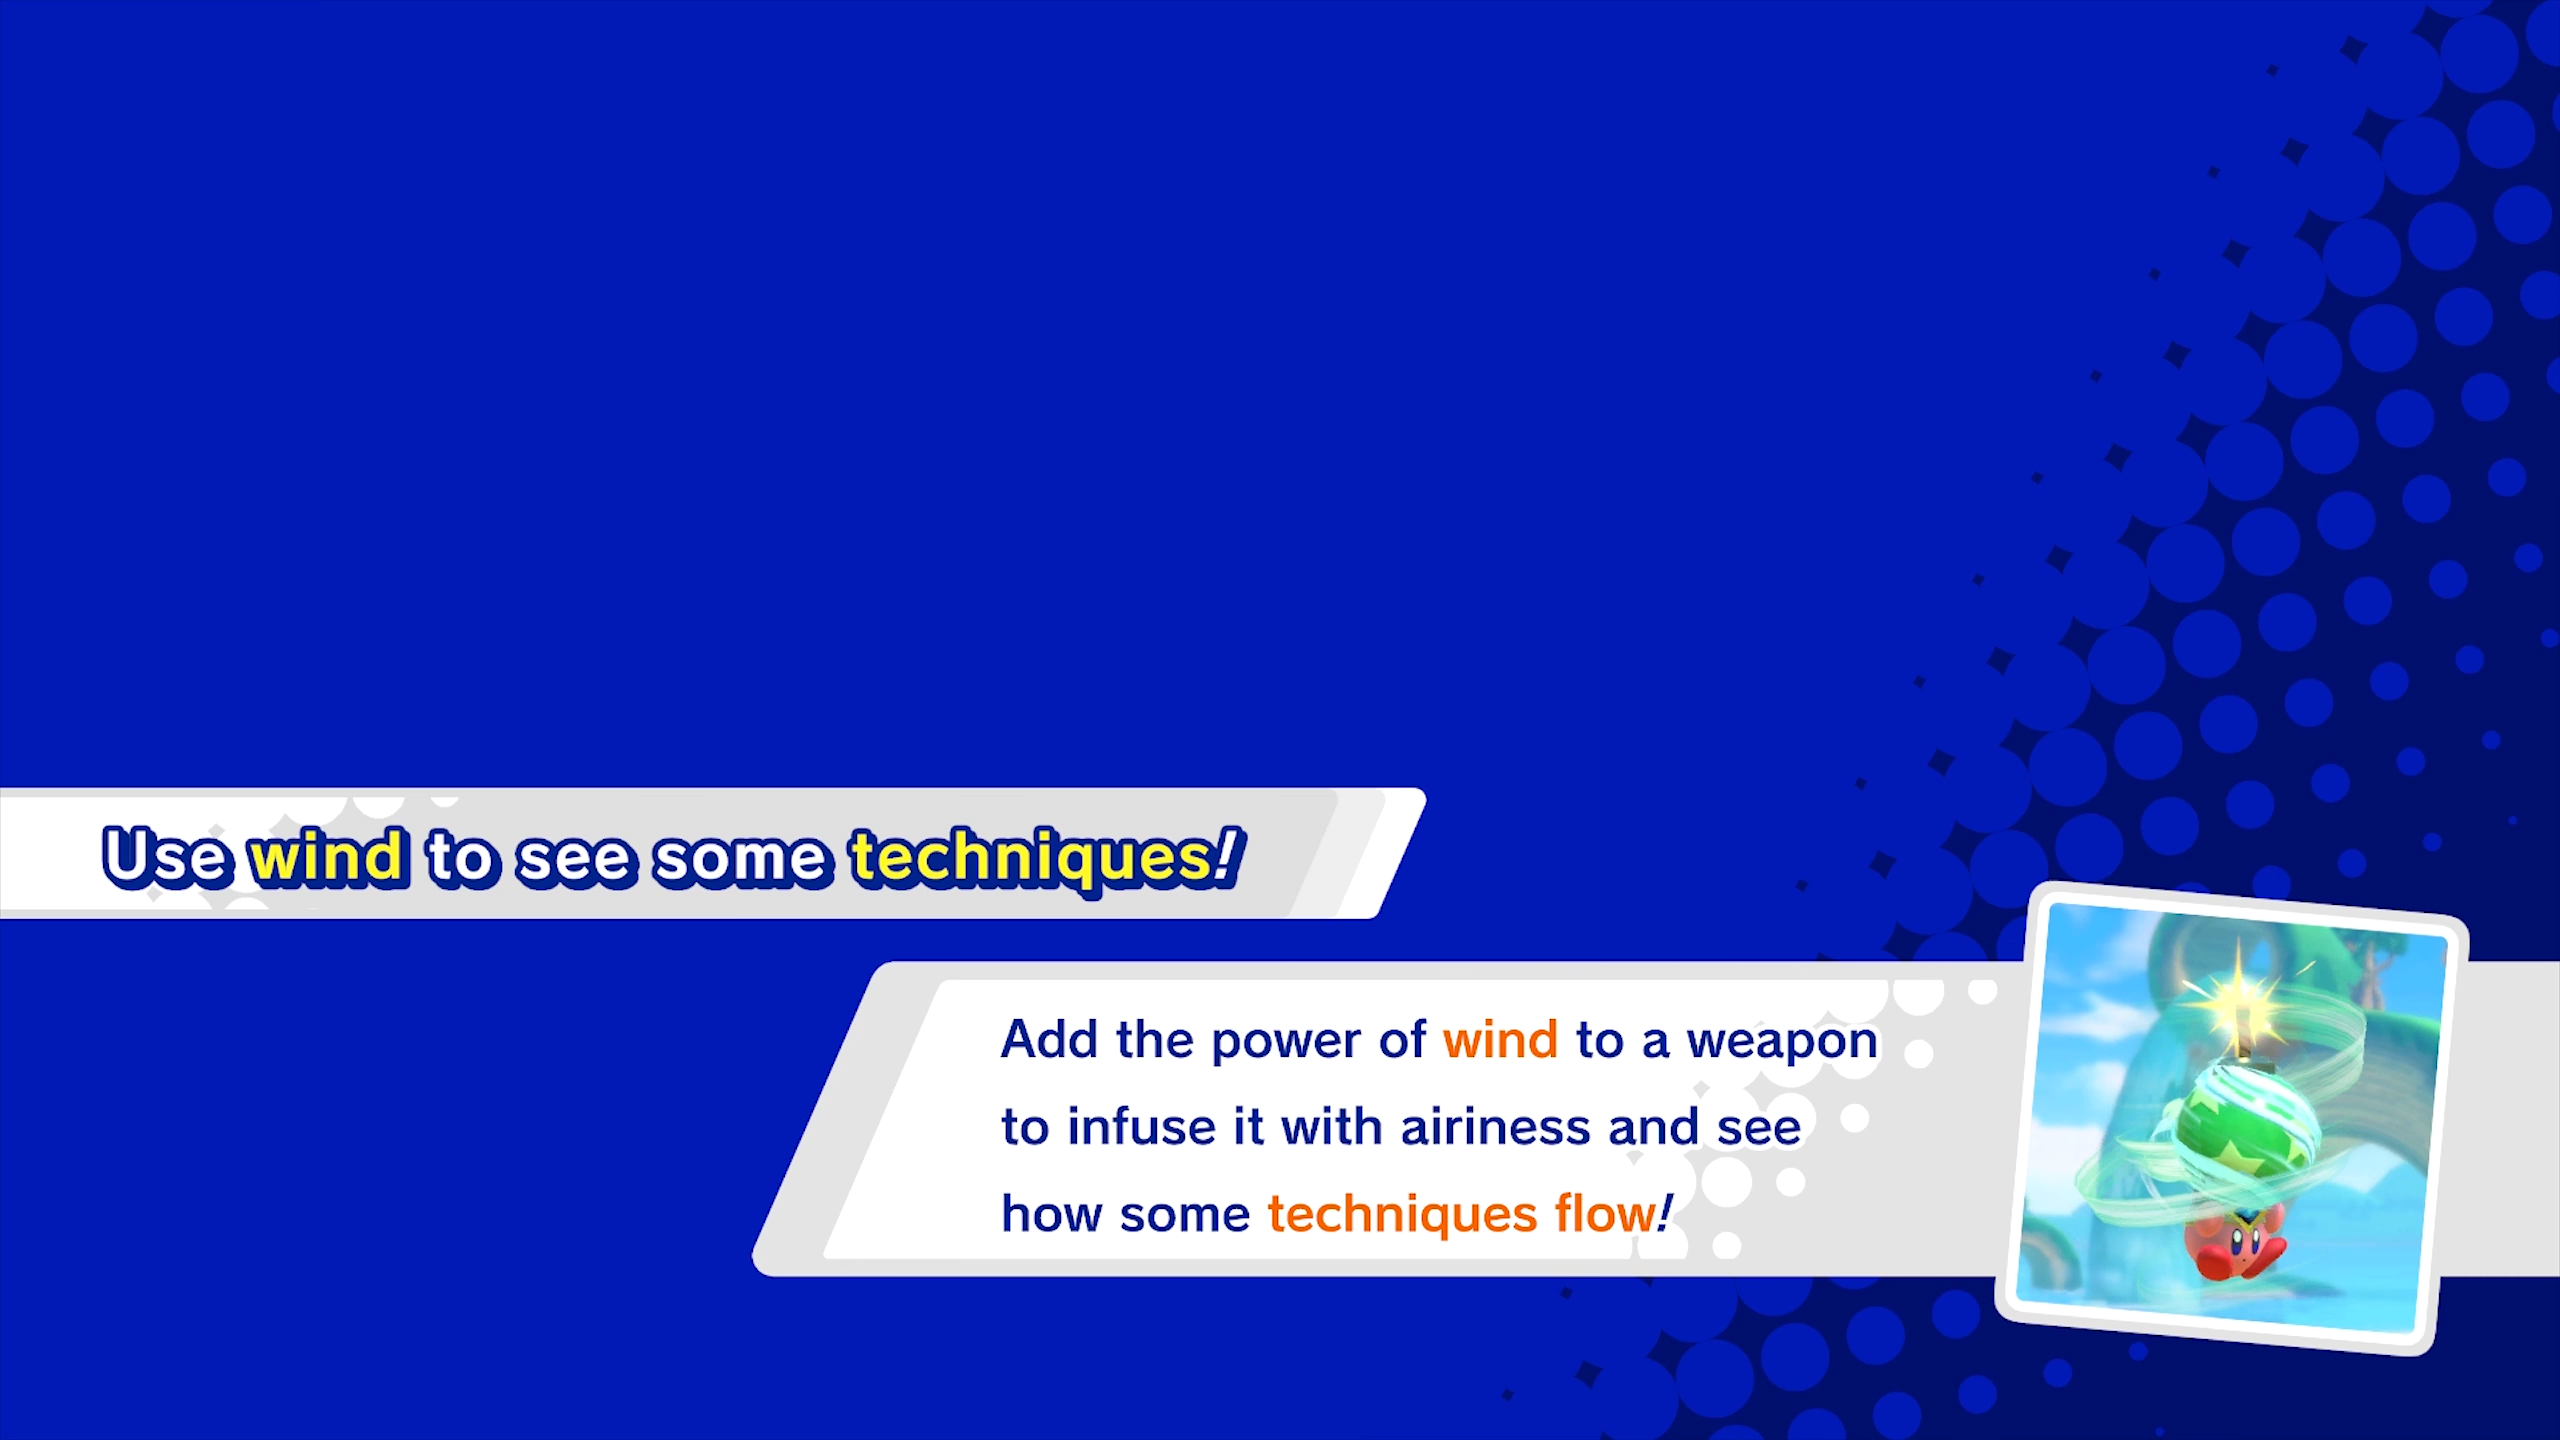 Use wind to see some techniques!
Add the power of wind to a weapon
to infuse it with airiness and see
how some techniques flow!